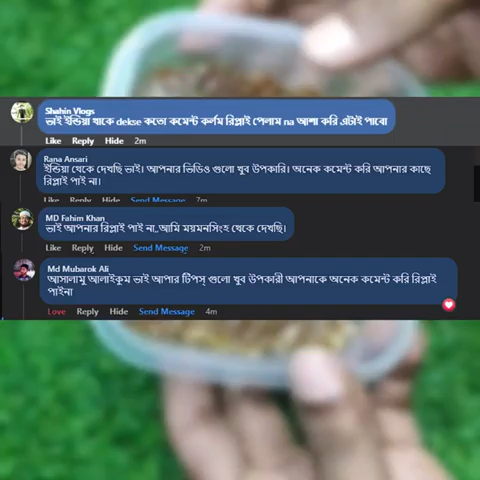 Shahin Vlogs
ভাই ইন্ডিয়া থাকে dekse কতো কমেন্ট কর্লম রিপ্লাই পেলাম na আশা করি এটাই পাবো
Like Reply Hide 2m
Rana Ansari
ইন্ডিয়া থেকে দেখছি ভাই। আপনার ভিডিও গুলো খুব উপকারি। অনেক কমেন্ট করি আপনার কাছে
রিপ্লাই পাই না।
Like Reply Hide Send Message 7m
MD Fahim Khan
ভাই আপনার রিপ্লাই পাই না,.আমি ময়মনসিংহ থেকে দেখছি।
Like Reply Hide Send Message 2m
Md Mubarok Ali
আসালামু আলাইকুম ভাই আপার টিপস্ গুলো খুব উপকারী আপনাকে অনেক কমেন্ট করি রিপ্লাই
পাইনা
Love Reply Hide Send Message 4m